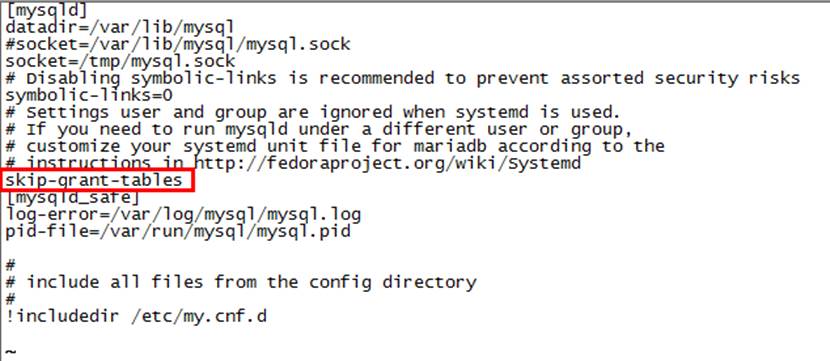 [mysqld]
datadir=/var/lib/mysql
#socket=/var/lib/mysql/mysql.sock
socket=/tmp/mysql.sock
# Disabling symbolic-links is recommended to prevent assorted security risks
symbolic-links=0
# Settings user and group are ignored when systemd is used.
# If you need to run mysqld under a different user or group,
# customize your systemd unit file for mariadb according to the
# instructions in http://fedoraproject.org/wiki/Systemd
skip-grant-tables
[mysqld_safe]
log-error=/var/log/mysql/mysql.log
pid-file=/var/run/mysql/mysql.pid
#
# include all files from the config directory
#
!includedir /etc/my.cnf.d
~